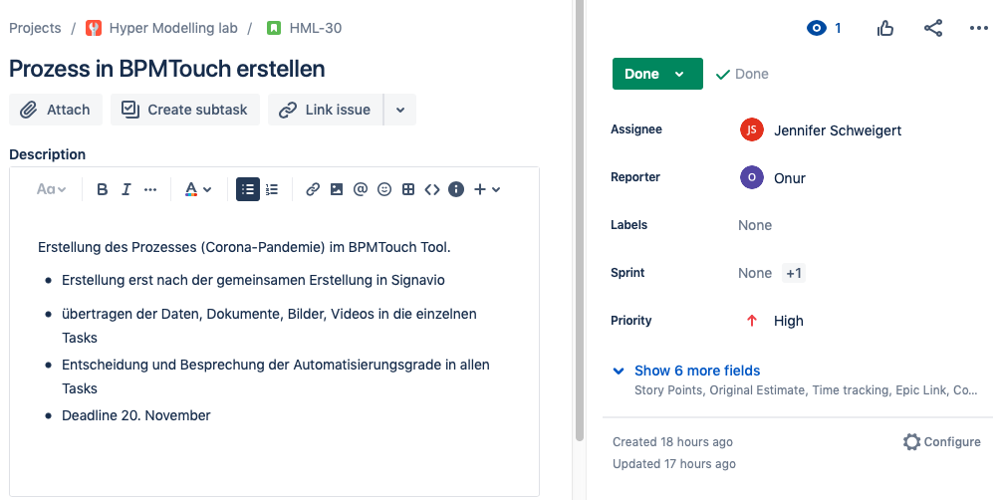 Projects / Hyper Modelling lab / HML-30
Prozess in BPMTouch erstellen
Attach Create subtask Link issue
Description
Aa B I ... A @ <> i +
Erstellung des Prozesses (Corona-Pandemie) im BPMTouch Tool.
• Erstellung erst nach der gemeinsamen Erstellung in Signavio
• übertragen der Daten, Dokumente, Bilder, Videos in die einzelnen
Tasks
• Entscheidung und Besprechung der Automatisierungsgrade in allen
Tasks
• Deadline 20. November
1
Done Done
Assignee JS Jennifer Schweigert
Reporter O Onur
Labels None
Sprint None +1
Priority High
Show 6 more fields
Story Points, Original Estimate, Time tracking, Epic Link, Co...
Created 18 hours ago Configure
Updated 17 hours ago